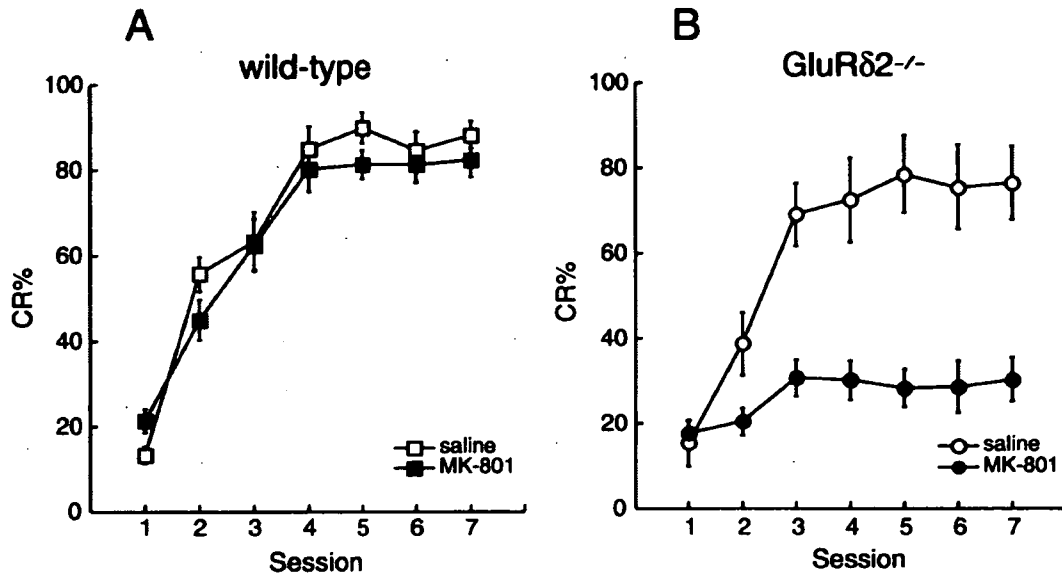 A
wild-type
100
80
60
40
20
0
CR%
1 2 3 4 5 6 7
Session
saline
MK-801
B
GluRδ2-/-
100
80
60
40
20
0
CR%
1 2 3 4 5 6 7
Session
saline
MK-801